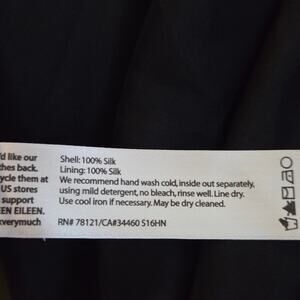 'd like our
thes back.
cycle them at
US stores
support
EEN EILEEN.
everymuch
Shell: 100% Silk
Lining: 100% Silk
We recommend hand wash cold, inside out separately,
using mild detergent, no bleach, rinse well. Line dry.
Use cool iron if necessary. May be dry cleaned.
RN# 78121/CA#34460 S16HN